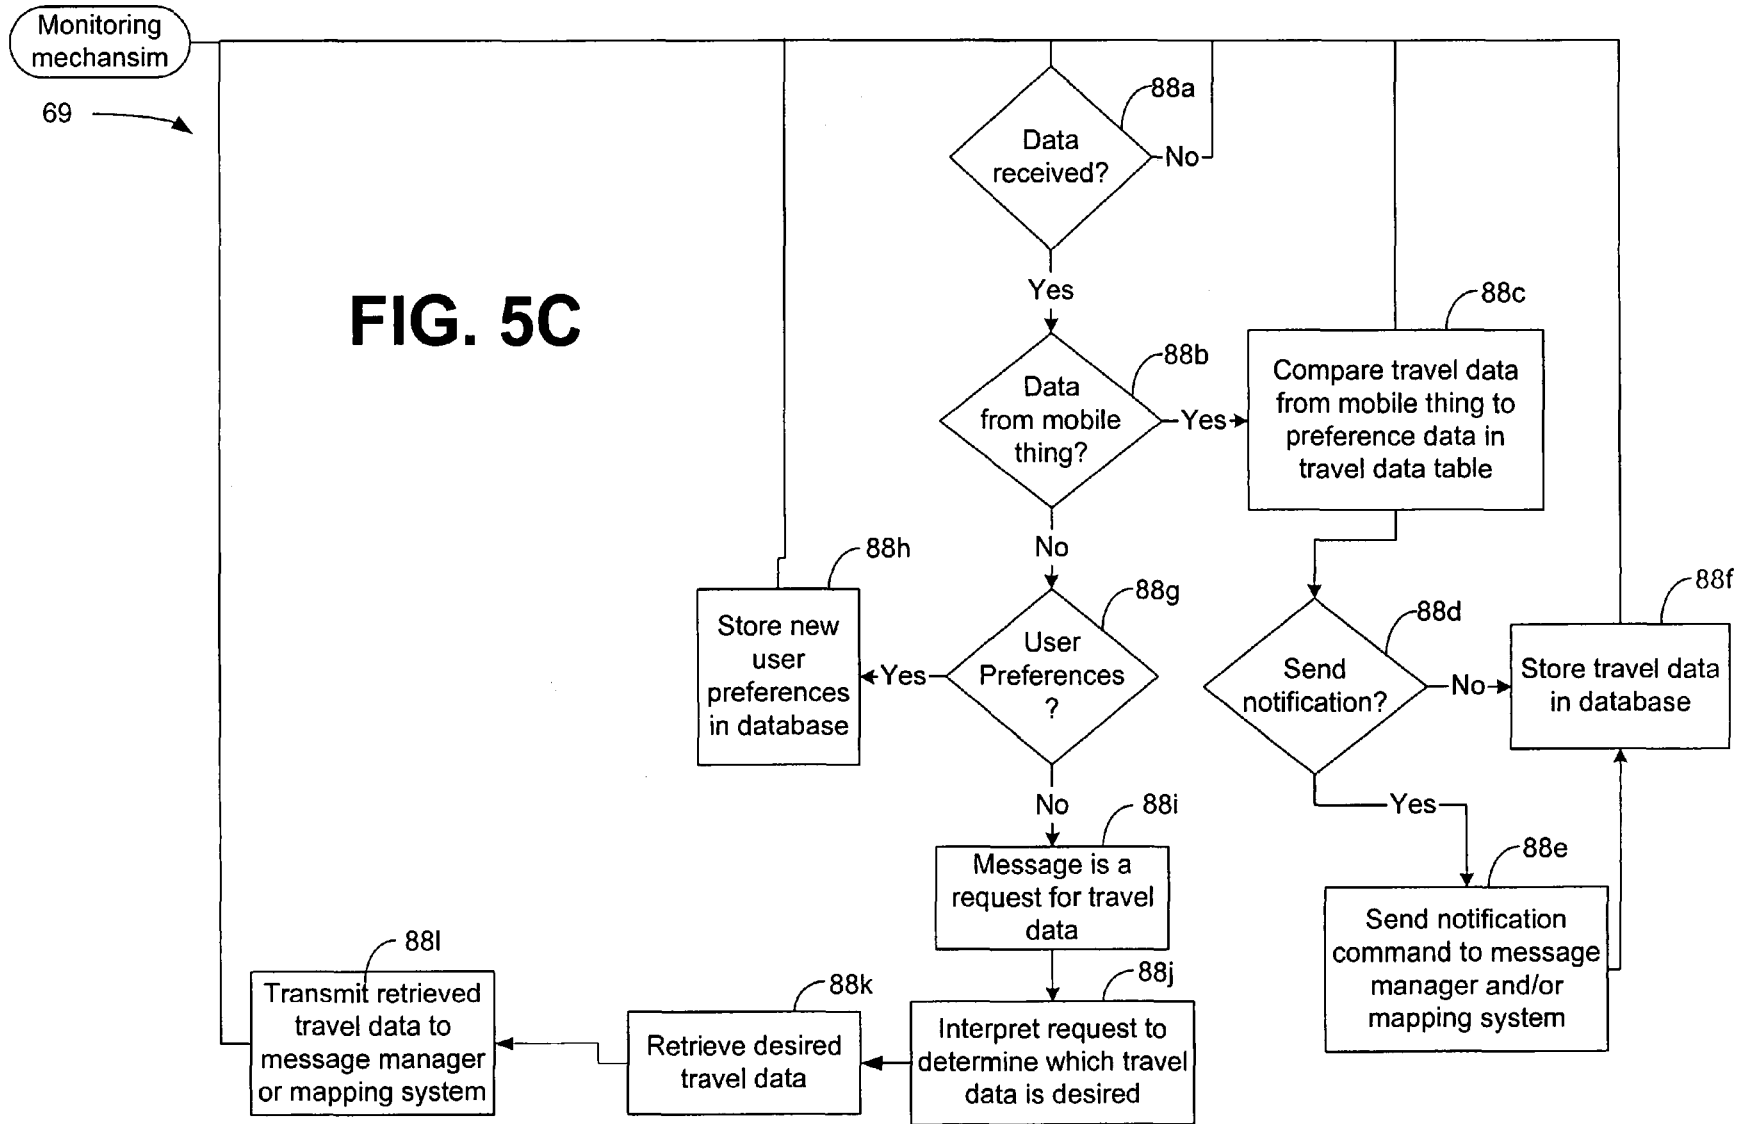 Monitoring
mechansim
69
88a
Data
received?
No
Yes
FIG. 5C
88b
Data
from mobile
thing?
Yes
88c
Compare travel data
from mobile thing to
preference data in
travel data table
No
88h
Store new
user
preferences
in database
Yes
88g
User
Preferences
?
88d
Send
notification?
No
88f
Store travel data
in database
No
Yes
88i
Message is a
request for travel
data
88e
Send notification
command to message
manager and/or
mapping system
88l
Transmit retrieved
travel data to
message manager
or mapping system
88k
Retrieve desired
travel data
88j
Interpret request to
determine which travel
data is desired